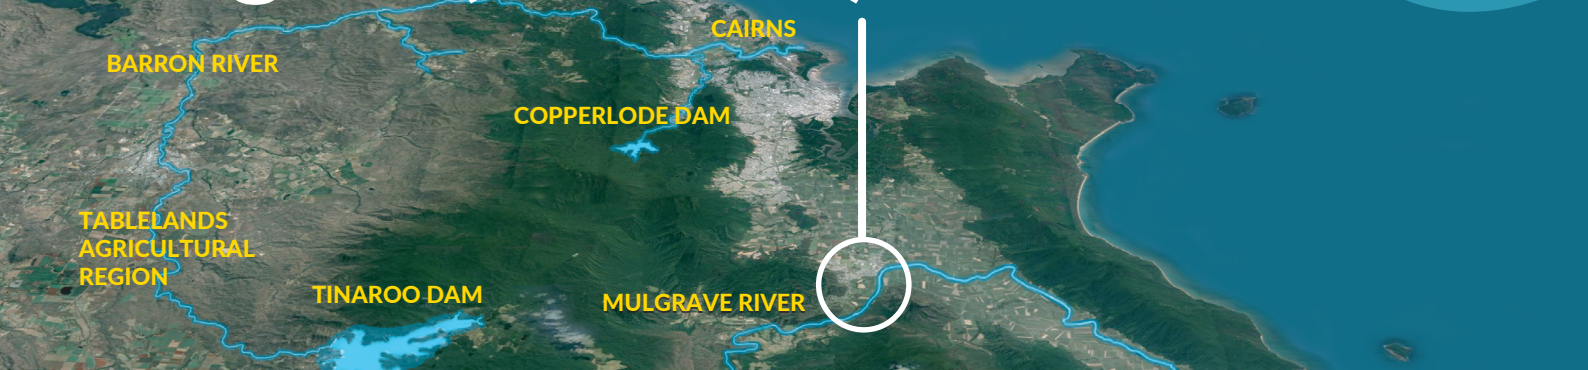 CAIRNS
BARRON RIVER
COPPERLODE DAM
TABLELANDS
AGRICULTURAL
REGION
TINAROO DAM
MULGRAVE RIVER